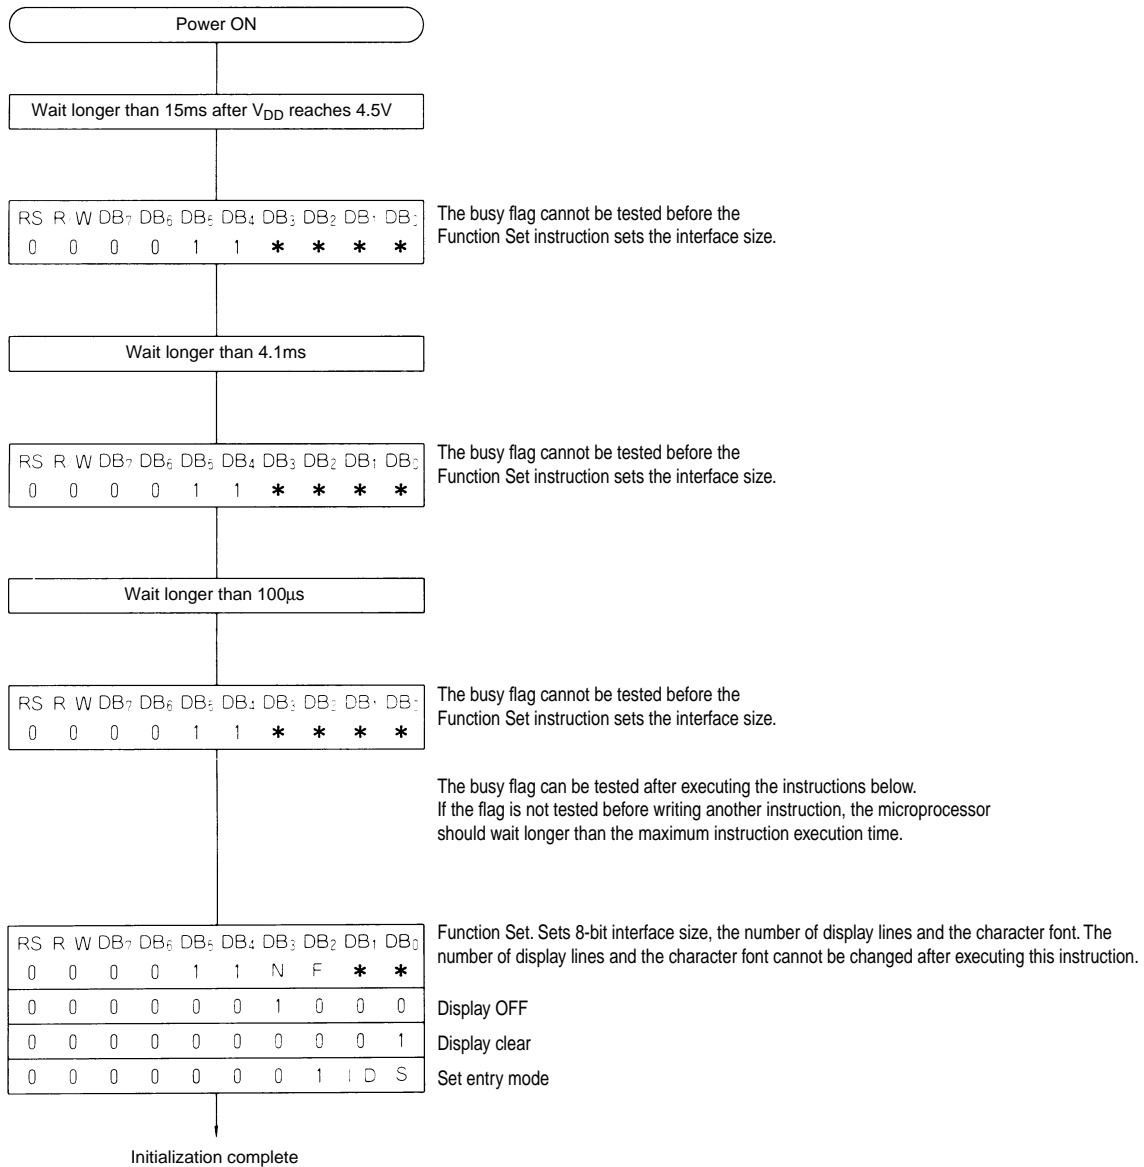 Power ON
Wait longer than 15ms after VDD reaches 4.5V
RS R/W DB7 DB6 DB5 DB4 DB3 DB2 DB1 DB0
0 0 0 0 1 1 * * * *
The busy flag cannot be tested before the
Function Set instruction sets the interface size.
Wait longer than 4.1ms
RS R/W DB7 DB6 DB5 DB4 DB3 DB2 DB1 DB0
0 0 0 0 1 1 * * * *
The busy flag cannot be tested before the
Function Set instruction sets the interface size.
Wait longer than 100μs
RS R/W DB7 DB6 DB5 DB4 DB3 DB2 DB1 DB0
0 0 0 0 1 1 * * * *
The busy flag cannot be tested before the
Function Set instruction sets the interface size.
The busy flag can be tested after executing the instructions below.
If the flag is not tested before writing another instruction, the microprocessor
should wait longer than the maximum instruction execution time.
RS R/W DB7 DB6 DB5 DB4 DB3 DB2 DB1 DB0
0 0 0 0 1 1 N F * *
Function Set. Sets 8-bit interface size, the number of display lines and the character font. The
number of display lines and the character font cannot be changed after executing this instruction.
0 0 0 0 0 0 1 0 0 0
Display OFF
0 0 0 0 0 0 0 0 0 1
Display clear
0 0 0 0 0 0 0 1 I/D S
Set entry mode
Initialization complete